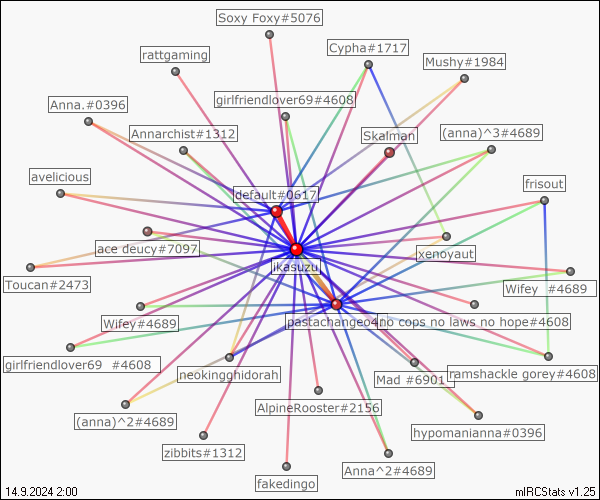 Soxy Foxy#5076
Cypha#1717
rattgaming
Mushy#1984
girlfriendlover69#4608
Anna.#0396
Annarchist#1312
Skalman
(anna)^3#4689
avelicious
frisout
default#0617
ace deucy#7097
xenoyaut
ikasuzu
Toucan#2473
Wifey #4689
Wifey#4689
no cops no laws no hope#4608
girlfriendlover69 #4608
neokingghidorah
Mad #6901
ramshackle gorey#4608
AlpineRooster#2156
(anna)^2#4689
hypomanianna#0396
zibbits#1312
Anna^2#4689
fakedingo
14.9.2024 2:00
mIRCStats v1.25